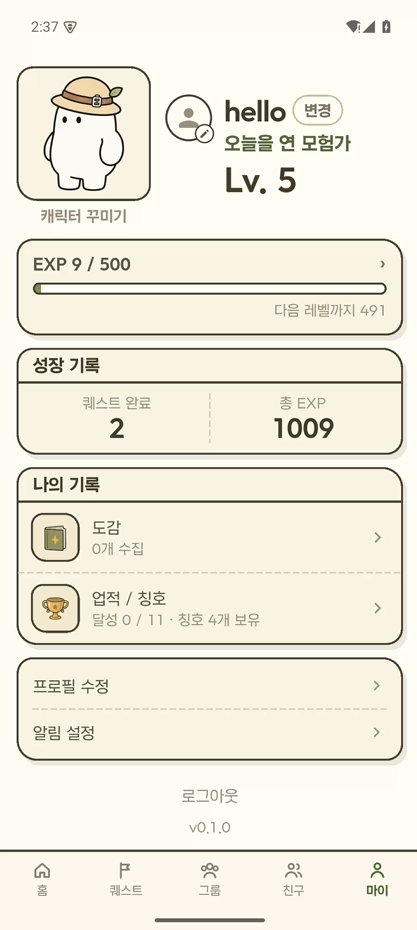 2:37
hello 변경
오늘을 연 모험가
Lv. 5
캐릭터 꾸미기
EXP 9 / 500
다음 레벨까지 491
성장 기록
퀘스트 완료 총 EXP
2 1009
나의 기록
도감
0개 수집
업적 / 칭호
달성 0 / 11 · 칭호 4개 보유
프로필 수정
알림 설정
로그아웃
v0.1.0
홈 퀘스트 그룹 친구 마이